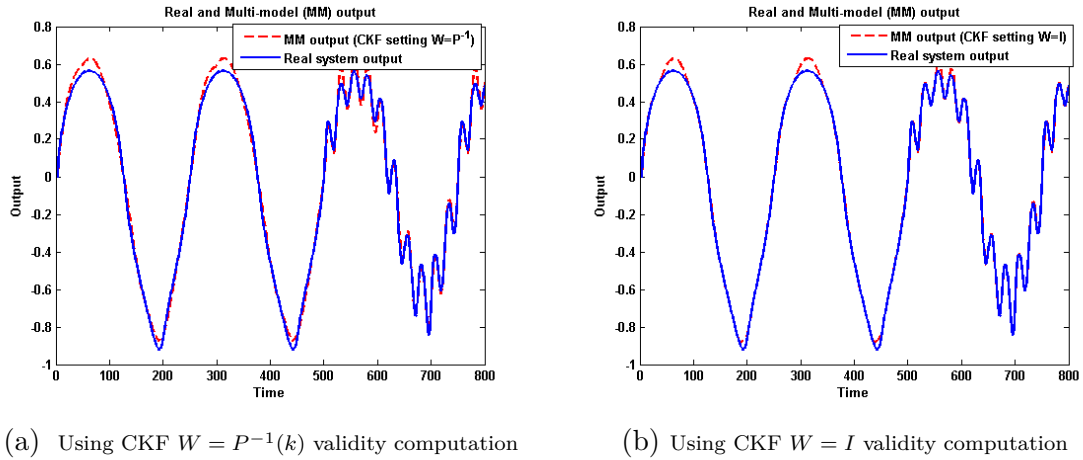 Real and Multi-model (MM) output
MM output (CKF setting W=P-1)
Real system output
0.8
0.6
0.4
0.2
0
-0.2
-0.4
-0.6
-0.8
-1
Output
0 100 200 300 400 500 600 700 800
Time
(a) Using CKF W = P−1(k) validity computation
Real and Multi-model (MM) output
MM output (CKF setting W=I)
Real system output
0.8
0.6
0.4
0.2
0
-0.2
-0.4
-0.6
-0.8
-1
Output
0 100 200 300 400 500 600 700 800
Time
(b) Using CKF W = I validity computation